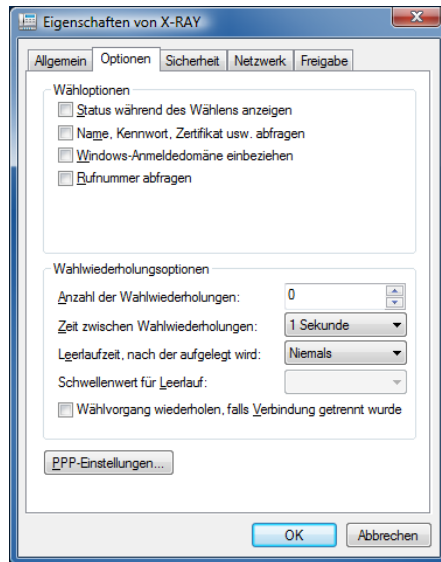 Eigenschaften von X-RAY
Allgemein Optionen Sicherheit Netzwerk Freigabe
Wähloptionen
Status während des Wählens anzeigen
Name, Kennwort, Zertifikat usw. abfragen
Windows-Anmeldedomäne einbeziehen
Rufnummer abfragen
Wahlwiederholungsoptionen
Anzahl der Wahlwiederholungen: 0
Zeit zwischen Wahlwiederholungen: 1 Sekunde
Leerlaufzeit, nach der aufgelegt wird: Niemals
Schwellenwert für Leerlauf:
Wählvorgang wiederholen, falls Verbindung getrennt wurde
PPP-Einstellungen...
OK Abbrechen